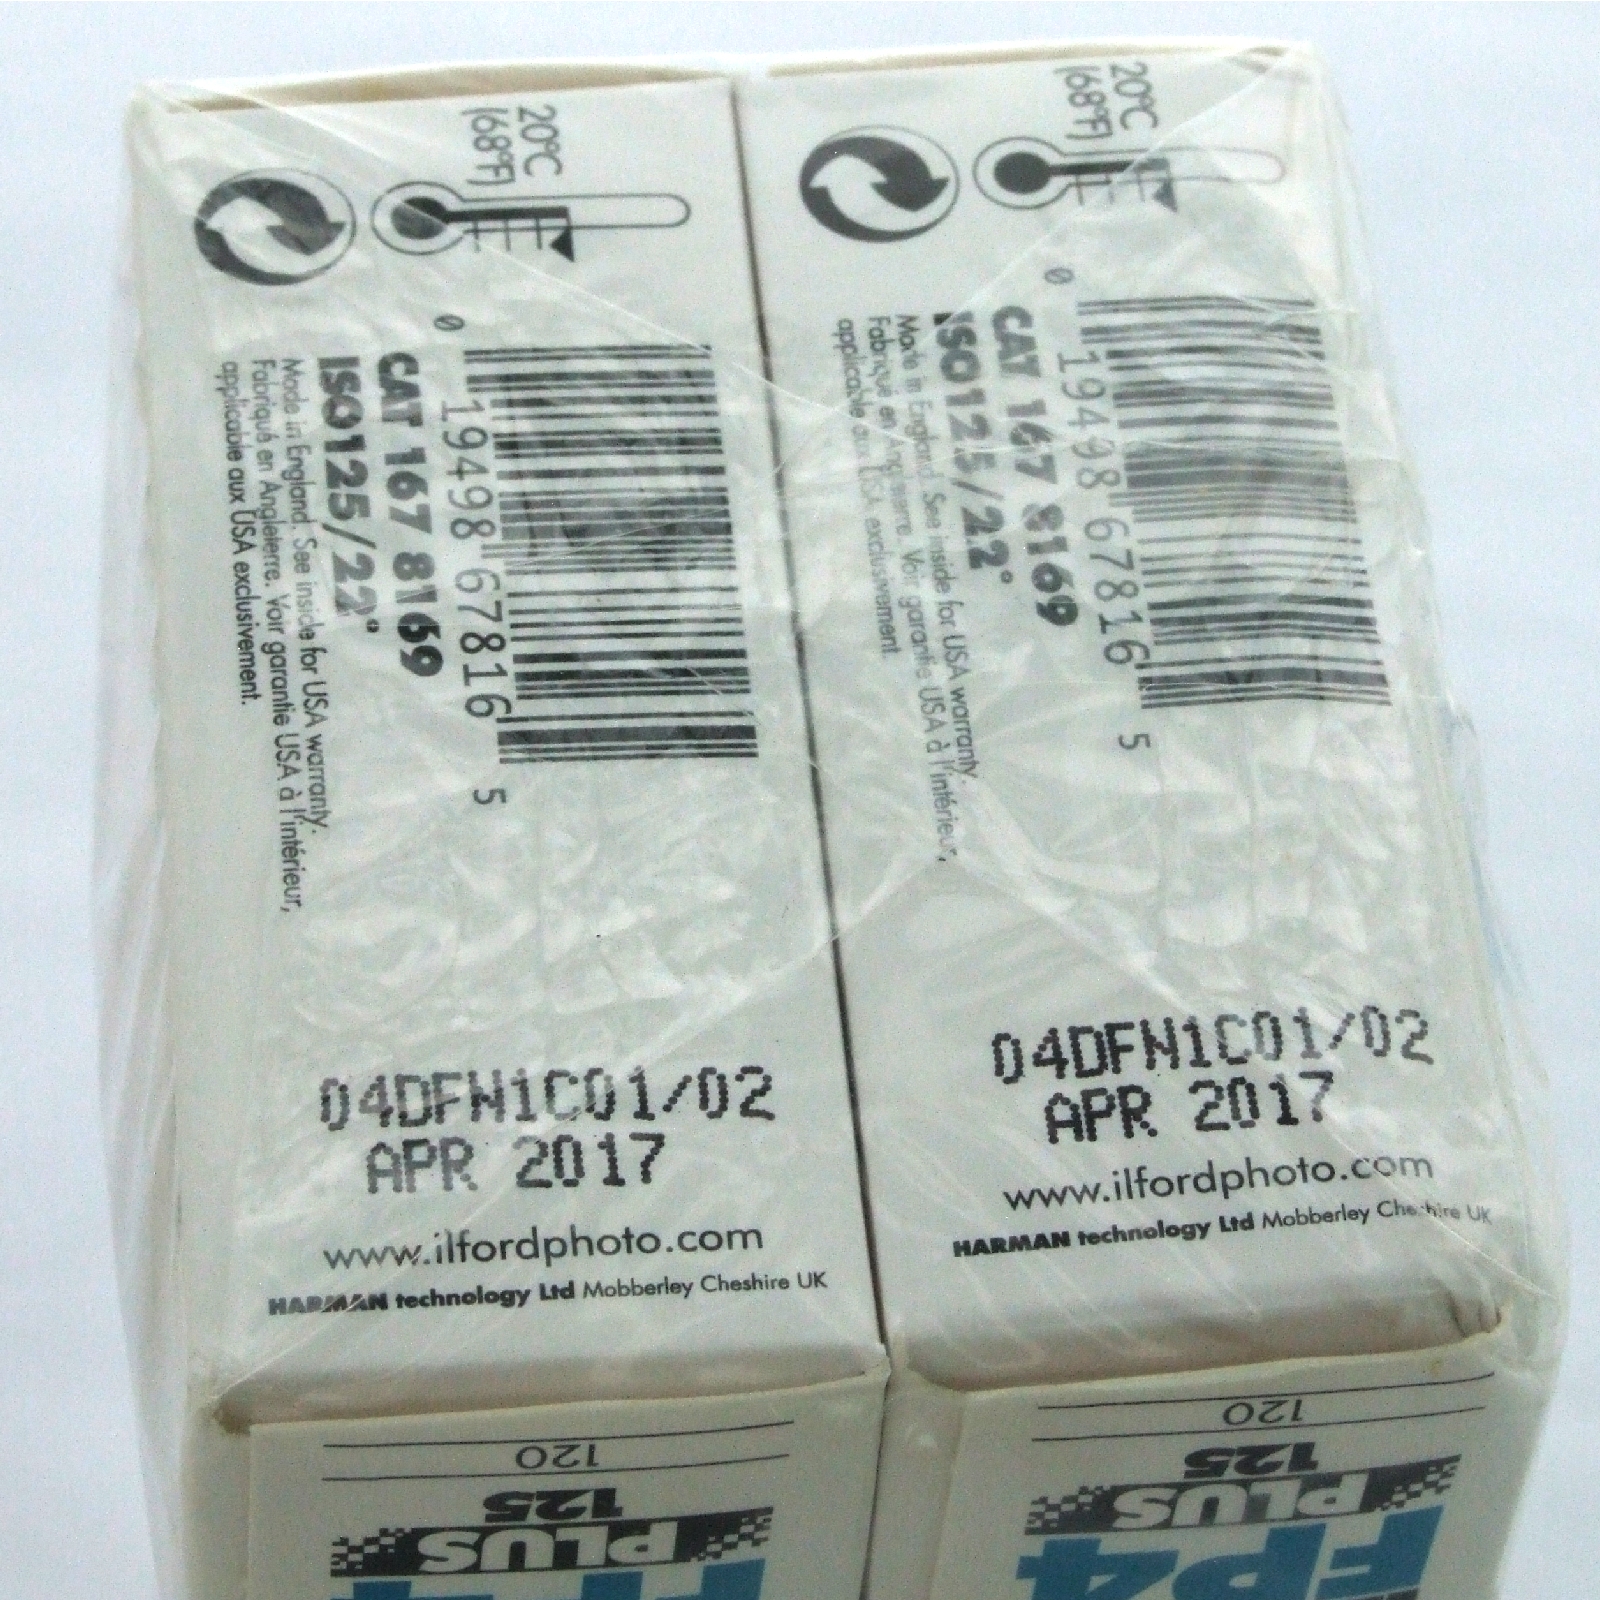 20°C
(68°F)
0 19498 67816 5
CAT 167 8169
ISO125/22°
Made in England. See inside for USA warranty.
Fabriqué en Angleterre. Voir garantie USA à l'intérieur,
applicable aux USA exclusivement.
04DFN1C01/02
APR 2017
www.ilfordphoto.com
HARMAN technology Ltd Mobberley Cheshire UK
120
125
PLUS
FP4
20°C
(68°F)
0 19498 67816 5
CAT 167 8169
ISO125/22°
Made in England. See inside for USA warranty.
Fabriqué en Angleterre. Voir garantie USA à l'intérieur,
applicable aux USA exclusivement.
04DFN1C01/02
APR 2017
www.ilfordphoto.com
HARMAN technology Ltd Mobberley Cheshire UK
120
125
PLUS
FP4